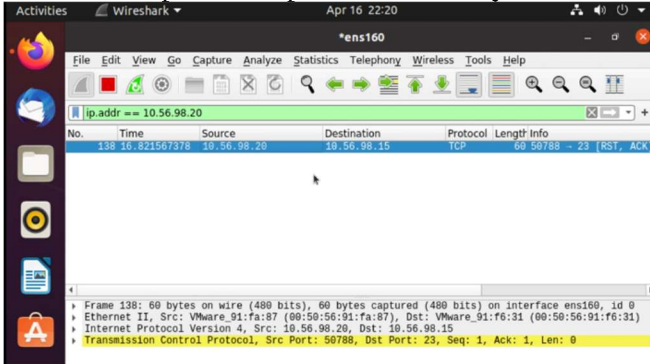 Activities Wireshark Apr 16 22:20
*ens160
File Edit View Go Capture Analyze Statistics Telephony Wireless Tools Help
ip.addr == 10.56.98.20
No. Time Source Destination Protocol Length Info
138 16.821567378 10.56.98.20 10.56.98.15 TCP 60 50788 → 23 [RST, ACK
Frame 138: 60 bytes on wire (480 bits), 60 bytes captured (480 bits) on interface ens160, id 0
Ethernet II, Src: VMware_91:fa:87 (00:50:56:91:fa:87), Dst: VMware_91:f6:31 (00:50:56:91:f6:31)
Internet Protocol Version 4, Src: 10.56.98.20, Dst: 10.56.98.15
Transmission Control Protocol, Src Port: 50788, Dst Port: 23, Seq: 1, Ack: 1, Len: 0